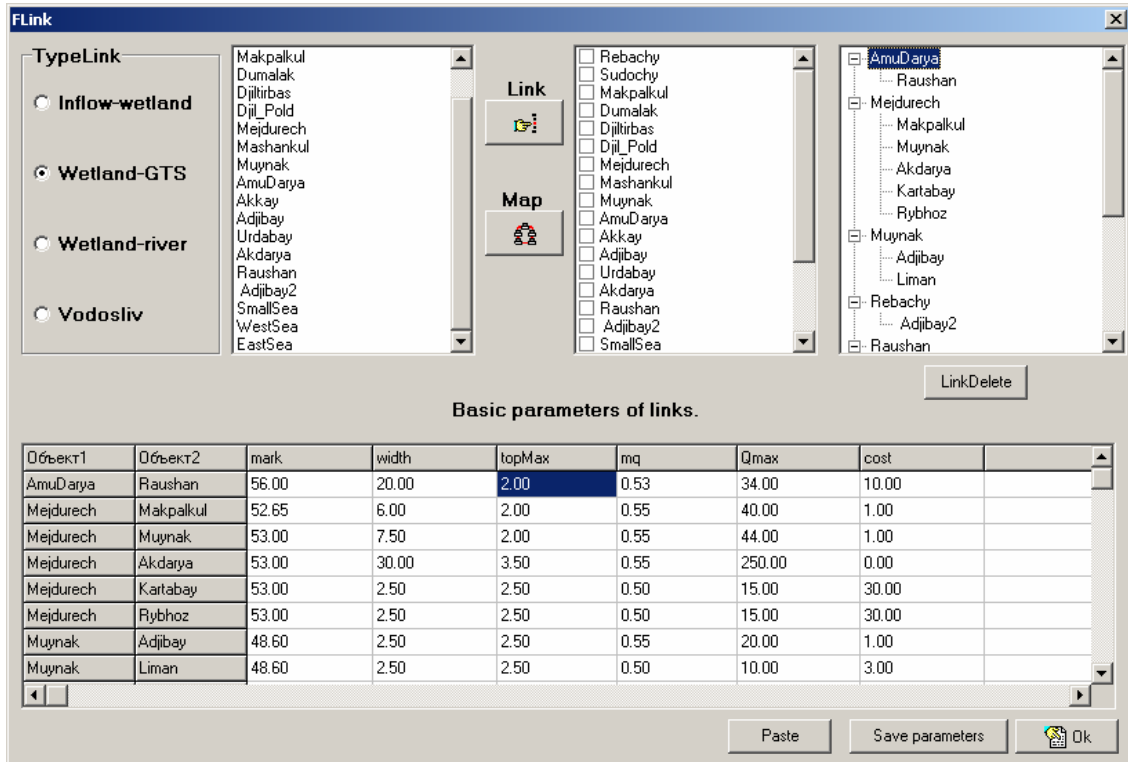 FLink
TypeLink
Inflow-wetland
Wetland-GTS
Wetland-river
Vodosliv
Makpalkul
Dumalak
Djiltirbas
Djil_Pold
Mejdurech
Mashankul
Muynak
AmuDarya
Akkay
Adjibay
Urdabay
Akdarya
Raushan
Adjibay2
SmallSea
WestSea
EastSea
Link
Map
Rebachy
Sudochy
Makpalkul
Dumalak
Djiltirbas
Djil_Pold
Mejdurech
Mashankul
Muynak
AmuDarya
Akkay
Adjibay
Urdabay
Akdarya
Raushan
Adjibay2
SmallSea
AmuDarya
Raushan
Mejdurech
Makpalkul
Muynak
Akdarya
Kartabay
Rybhoz
Muynak
Adjibay
Liman
Rebachy
Adjibay2
Raushan
LinkDelete
Basic parameters of links.
Объект1 Объект2 mark width topMax mq Qmax cost
AmuDarya Raushan 56.00 20.00 2.00 0.53 34.00 10.00
Mejdurech Makpalkul 52.65 6.00 2.00 0.55 40.00 1.00
Mejdurech Muynak 53.00 7.50 2.00 0.55 44.00 1.00
Mejdurech Akdarya 53.00 30.00 3.50 0.55 250.00 0.00
Mejdurech Kartabay 53.00 2.50 2.50 0.50 15.00 30.00
Mejdurech Rybhoz 53.00 2.50 2.50 0.50 15.00 30.00
Muynak Adjibay 48.60 2.50 2.50 0.55 20.00 1.00
Muynak Liman 48.60 2.50 2.50 0.50 10.00 3.00
Paste Save parameters Ok